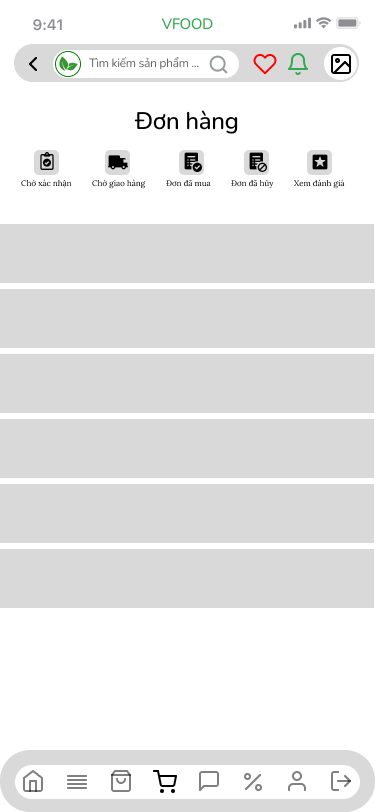 9:41
VFOOD
Tìm kiếm sản phẩm ...
Đơn hàng
Chờ xác nhận
Chờ giao hàng
Đơn đã mua
Đơn đã hủy
Xem đánh giá